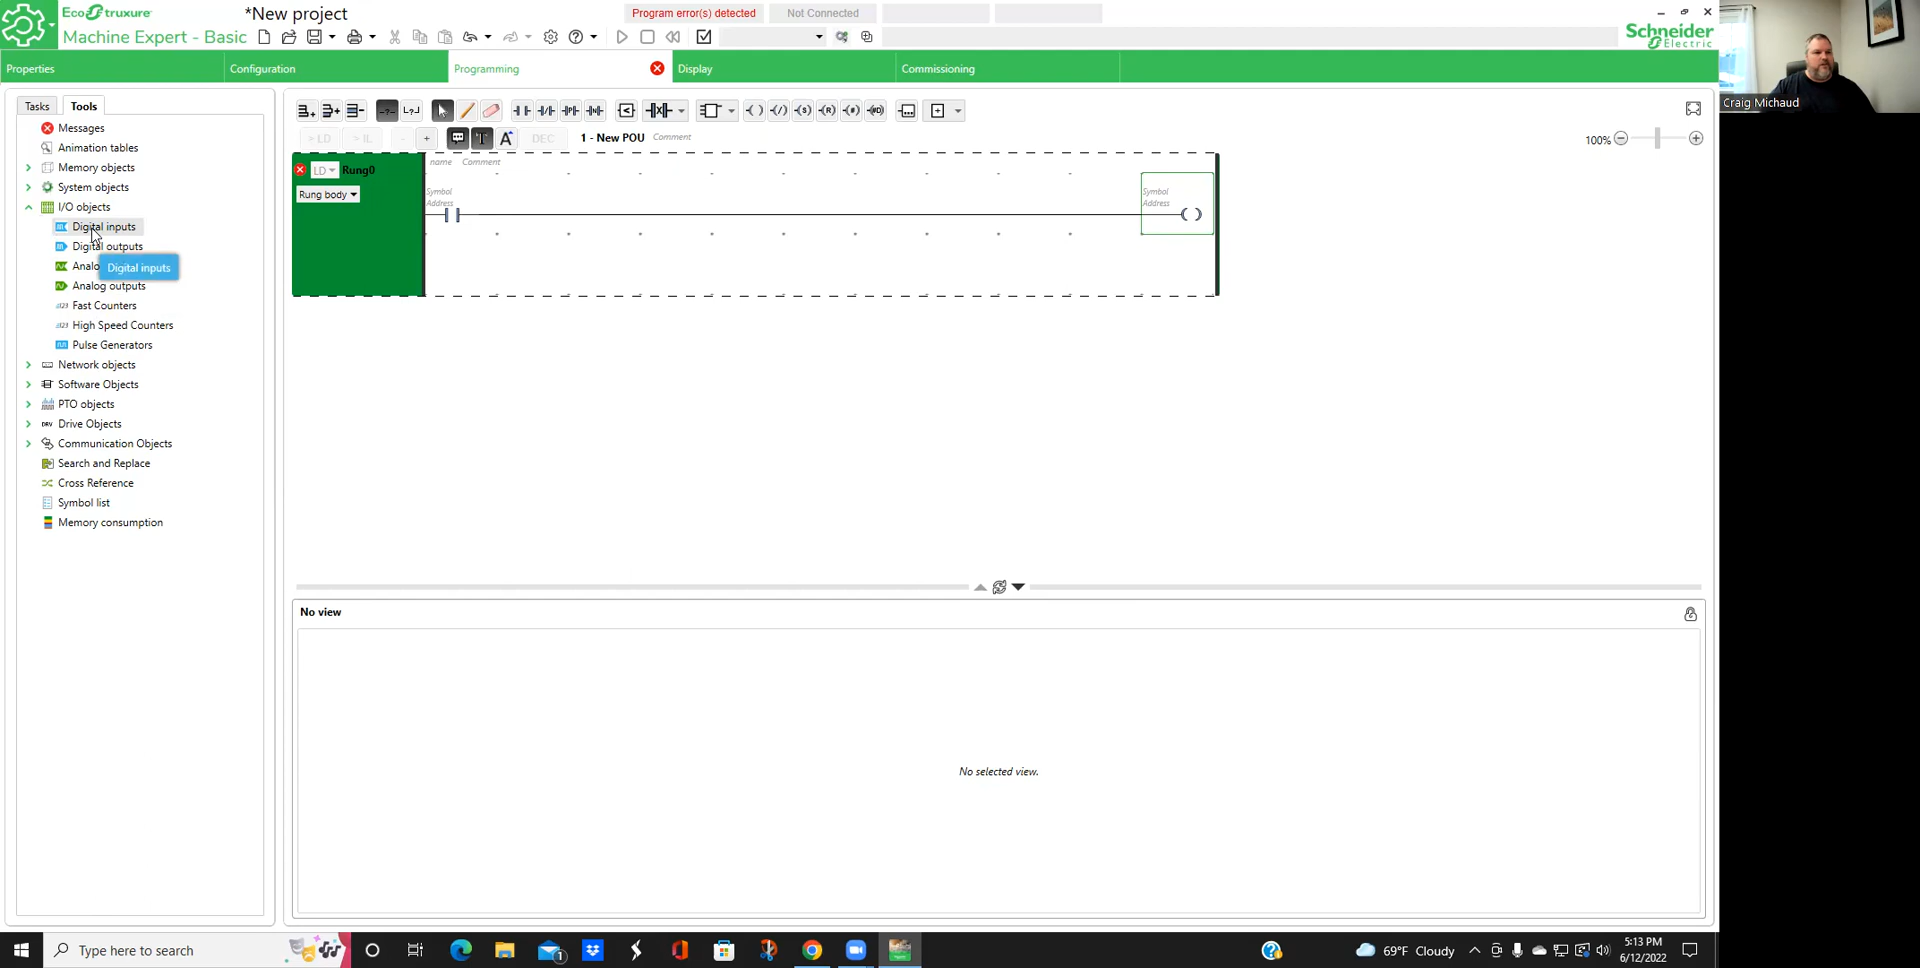 EcoStruxure
Machine Expert - Basic
*New project
Program error(s) detected
Not Connected
Schneider
Electric
Properties
Configuration
Programming
Display
Commissioning
Craig Michaud
Tasks
Tools
Messages
Animation tables
Memory objects
System objects
I/O objects
Digital inputs
Digital outputs
Analo
Digital inputs
Analog outputs
Fast Counters
High Speed Counters
Pulse Generators
Network objects
Software Objects
PTO objects
Drive Objects
Communication Objects
Search and Replace
Cross Reference
Symbol list
Memory consumption
> LD
> IL
DEC
1 - New POU
Comment
100%
LD
Rung0
name
Comment
Rung body
Symbol
Address
Symbol
Address
No view
No selected view.
Type here to search
69°F Cloudy
5:13 PM
6/12/2022